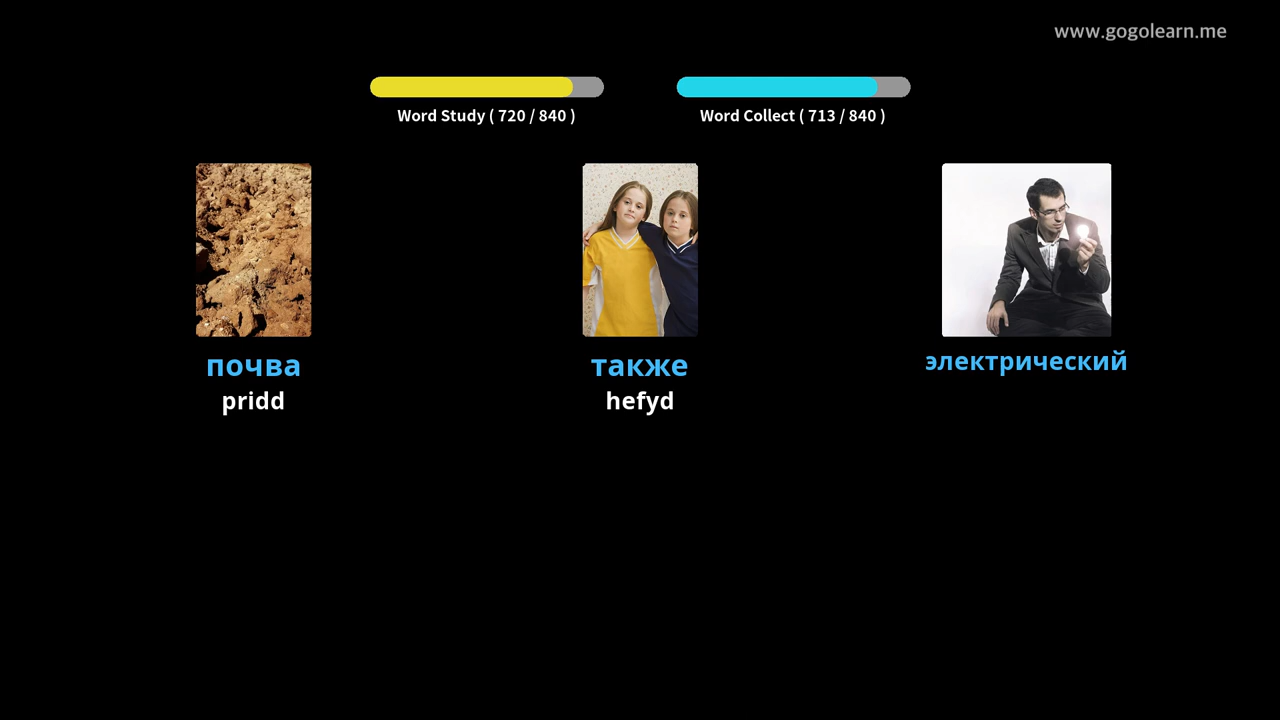 www.gogolearn.me
Word Study ( 720 / 840 )
Word Collect ( 713 / 840 )
почва
pridd
также
hefyd
электрический